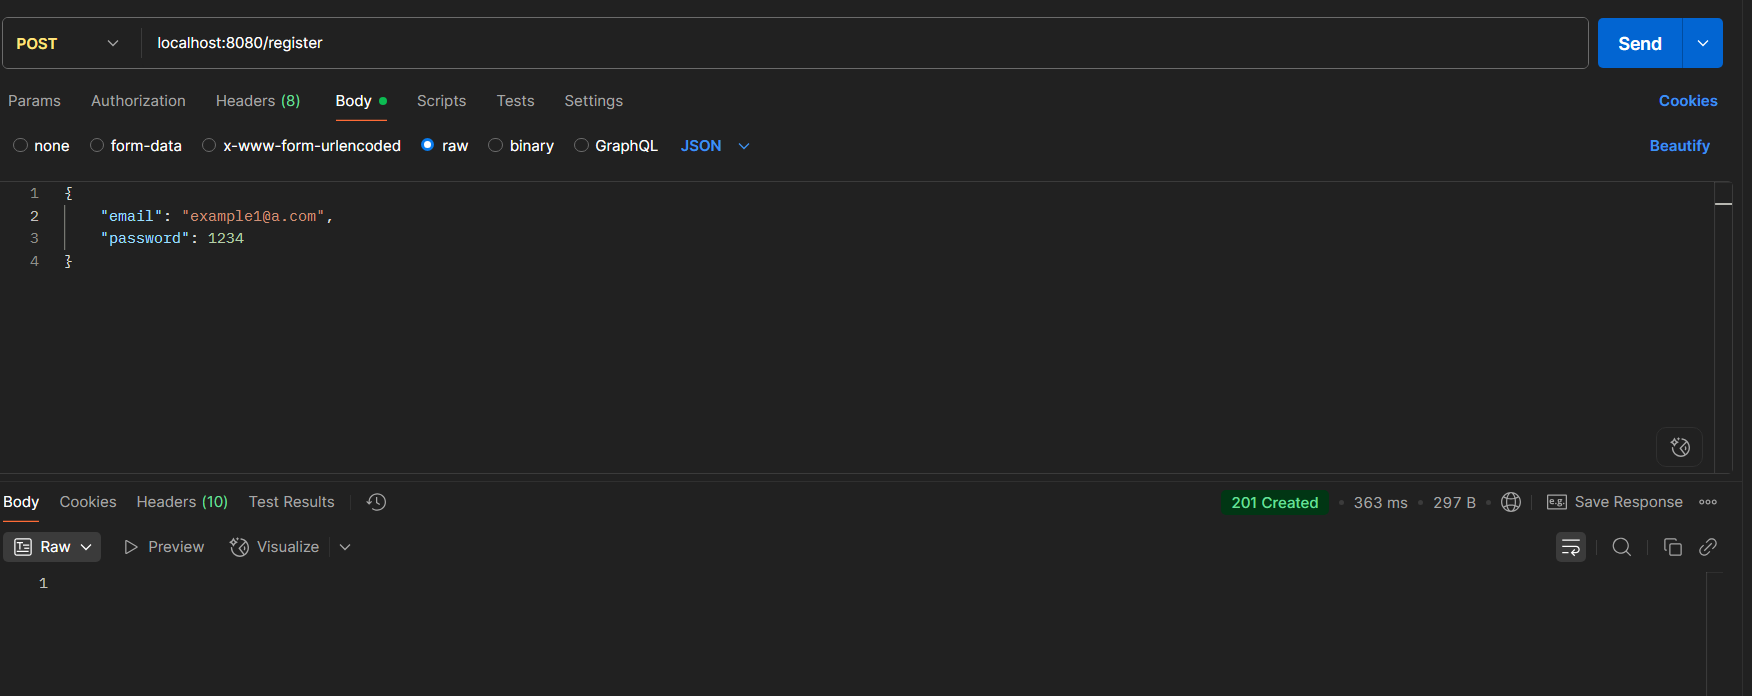 POST localhost:8080/register Send
Params Authorization Headers (8) Body Scripts Tests Settings Cookies
none form-data x-www-form-urlencoded raw binary GraphQL JSON Beautify
1 {
2 "email": "example1@a.com",
3 "password": 1234
4 }
Body Cookies Headers (10) Test Results 201 Created • 363 ms • 297 B • e.g. Save Response
Raw Preview Visualize
1